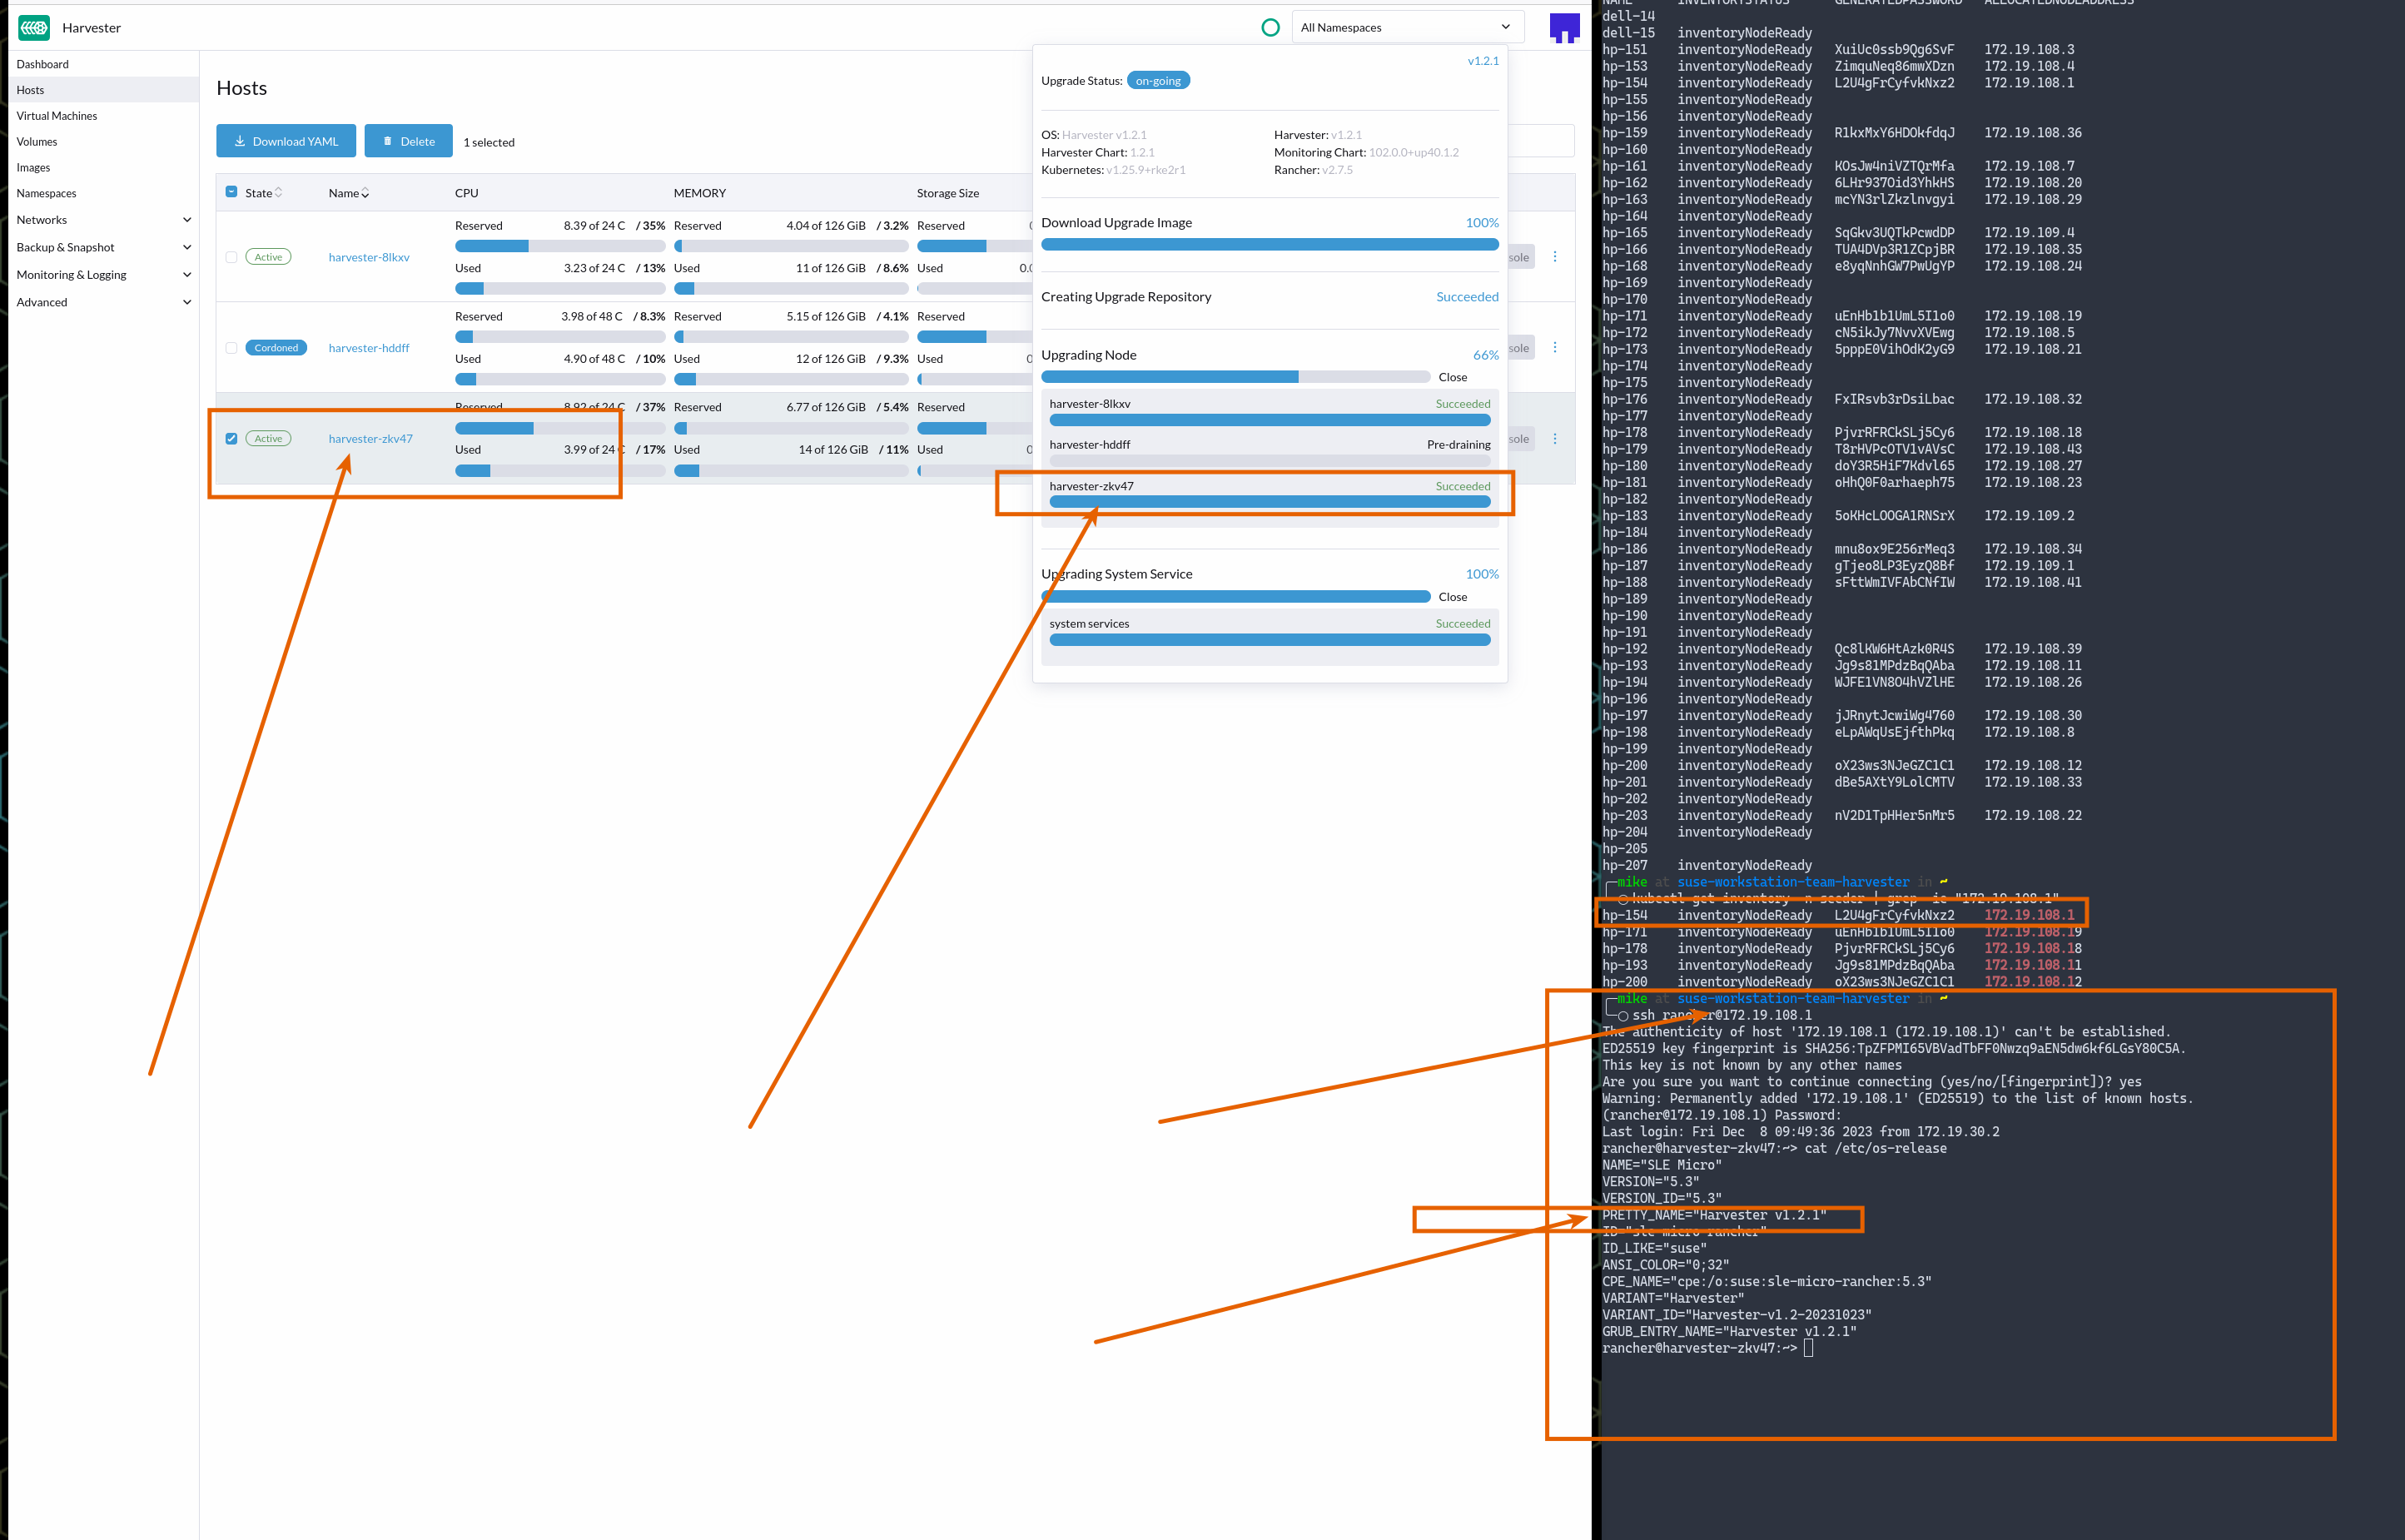 Harvester
All Namespaces
Dashboard
Hosts
Virtual Machines
Volumes
Images
Namespaces
Networks
Backup & Snapshot
Monitoring & Logging
Advanced
Hosts
Download YAML
Delete
1 selected
State Name CPU MEMORY Storage Size
Reserved 8.39 of 24 C / 35% Reserved 4.04 of 126 GiB / 3.2% Reserved
Active harvester-8lkxv
Used 3.23 of 24 C / 13% Used 11 of 126 GiB / 8.6% Used 0.0
sole
Reserved 3.98 of 48 C / 8.3% Reserved 5.15 of 126 GiB / 4.1% Reserved
Cordoned harvester-hddff
Used 4.90 of 48 C / 10% Used 12 of 126 GiB / 9.3% Used 0
sole
Reserved 8.92 of 24 C / 37% Reserved 6.77 of 126 GiB / 5.4% Reserved
Active harvester-zkv47
Used 3.99 of 24 C / 17% Used 14 of 126 GiB / 11% Used 0
sole
v1.2.1
Upgrade Status: on-going
OS: Harvester v1.2.1 Harvester: v1.2.1
Harvester Chart: 1.2.1 Monitoring Chart: 102.0.0+up40.1.2
Kubernetes: v1.25.9+rke2r1 Rancher: v2.7.5
Download Upgrade Image 100%
Creating Upgrade Repository Succeeded
Upgrading Node 66%
Close
harvester-8lkxv Succeeded
harvester-hddff Pre-draining
harvester-zkv47 Succeeded
Upgrading System Service 100%
Close
system services Succeeded
NAME INVENTORYSTATUS GENERATEDPASSWORD ALLOCATEDNODEADDRESS
dell-14
dell-15 inventoryNodeReady
hp-151 inventoryNodeReady XuiUc0ssb9Qg6SvF 172.19.108.3
hp-153 inventoryNodeReady ZimquNeq86mwXDzn 172.19.108.4
hp-154 inventoryNodeReady L2U4gFrCyfvkNxz2 172.19.108.1
hp-155 inventoryNodeReady
hp-156 inventoryNodeReady
hp-159 inventoryNodeReady R1kxMxY6HDOkfdqJ 172.19.108.36
hp-160 inventoryNodeReady
hp-161 inventoryNodeReady KOsJw4niVZTQrMfa 172.19.108.7
hp-162 inventoryNodeReady 6LHr937Oid3YhkHS 172.19.108.20
hp-163 inventoryNodeReady mcYN3rlZkzlnvgyi 172.19.108.29
hp-164 inventoryNodeReady
hp-165 inventoryNodeReady SqGkv3UQTkPcwdDP 172.19.109.4
hp-166 inventoryNodeReady TUA4DVp3R1ZCpjBR 172.19.108.35
hp-168 inventoryNodeReady e8yqNnhGW7PwUgYP 172.19.108.24
hp-169 inventoryNodeReady
hp-170 inventoryNodeReady
hp-171 inventoryNodeReady uEnHb1b1UmL5I1o0 172.19.108.19
hp-172 inventoryNodeReady cN5ikJy7NvvXVEwg 172.19.108.5
hp-173 inventoryNodeReady 5pppE0VihOdK2yG9 172.19.108.21
hp-174 inventoryNodeReady
hp-175 inventoryNodeReady
hp-176 inventoryNodeReady FxIRsvb3rDsiLbac 172.19.108.32
hp-177 inventoryNodeReady
hp-178 inventoryNodeReady PjvrRFRCkSLj5Cy6 172.19.108.18
hp-179 inventoryNodeReady T8rHVPcOTV1vAVsC 172.19.108.43
hp-180 inventoryNodeReady doY3R5HiF7Kdvl65 172.19.108.27
hp-181 inventoryNodeReady oHhQ0F0arhaeph75 172.19.108.23
hp-182 inventoryNodeReady
hp-183 inventoryNodeReady 5oKHcLOOGA1RNSrX 172.19.109.2
hp-184 inventoryNodeReady
hp-186 inventoryNodeReady mnu8ox9E256rMeq3 172.19.108.34
hp-187 inventoryNodeReady gTjeo8LP3EyzQ8Bf 172.19.109.1
hp-188 inventoryNodeReady sFttWmIVFAbCNfIW 172.19.108.41
hp-189 inventoryNodeReady
hp-190 inventoryNodeReady
hp-191 inventoryNodeReady
hp-192 inventoryNodeReady Qc8lKW6HtAzk0R4S 172.19.108.39
hp-193 inventoryNodeReady Jg9s81MPdzBqQAba 172.19.108.11
hp-194 inventoryNodeReady WJFE1VN8O4hVZlHE 172.19.108.26
hp-196 inventoryNodeReady
hp-197 inventoryNodeReady jJRnytJcwiWg4760 172.19.108.30
hp-198 inventoryNodeReady eLpAWqUsEjfthPkq 172.19.108.8
hp-199 inventoryNodeReady
hp-200 inventoryNodeReady oX23ws3NJeGZC1C1 172.19.108.12
hp-201 inventoryNodeReady dBe5AXtY9LolCMTV 172.19.108.33
hp-202 inventoryNodeReady
hp-203 inventoryNodeReady nV2D1TpHHer5nMr5 172.19.108.22
hp-204 inventoryNodeReady
hp-205
hp-207 inventoryNodeReady
mike at suse-workstation-team-harvester in ~
kubectl get inventory -n seeder | grep -ie "172.19.108.1"
hp-154 inventoryNodeReady L2U4gFrCyfvkNxz2 172.19.108.1
hp-171 inventoryNodeReady uEnHb1b1UmL5I1o0 172.19.108.19
hp-178 inventoryNodeReady PjvrRFRCkSLj5Cy6 172.19.108.18
hp-193 inventoryNodeReady Jg9s81MPdzBqQAba 172.19.108.11
hp-200 inventoryNodeReady oX23ws3NJeGZC1C1 172.19.108.12
mike at suse-workstation-team-harvester in ~
ssh rancher@172.19.108.1
The authenticity of host '172.19.108.1 (172.19.108.1)' can't be established.
ED25519 key fingerprint is SHA256:TpZFPMI65VBVadTbFF0Nwzq9aEN5dw6kf6LGsY80C5A.
This key is not known by any other names
Are you sure you want to continue connecting (yes/no/[fingerprint])? yes
Warning: Permanently added '172.19.108.1' (ED25519) to the list of known hosts.
(rancher@172.19.108.1) Password:
Last login: Fri Dec  8 09:49:36 2023 from 172.19.30.2
rancher@harvester-zkv47:~> cat /etc/os-release
NAME="SLE Micro"
VERSION="5.3"
VERSION_ID="5.3"
PRETTY_NAME="Harvester v1.2.1"
ID="sle-micro-rancher"
ID_LIKE="suse"
ANSI_COLOR="0;32"
CPE_NAME="cpe:/o:suse:sle-micro-rancher:5.3"
VARIANT="Harvester"
VARIANT_ID="Harvester-v1.2-20231023"
GRUB_ENTRY_NAME="Harvester v1.2.1"
rancher@harvester-zkv47:~>